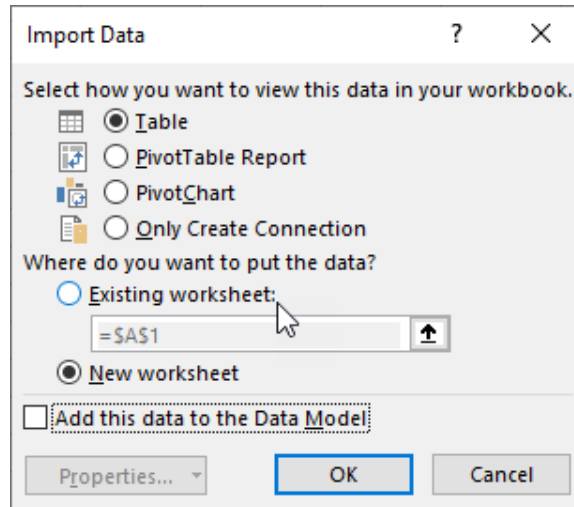 Import Data ?
Select how you want to view this data in your workbook.
Table
PivotTable Report
PivotChart
Only Create Connection
Where do you want to put the data?
Existing worksheet:
=$A$1
New worksheet
Add this data to the Data Model
Properties...
OK Cancel